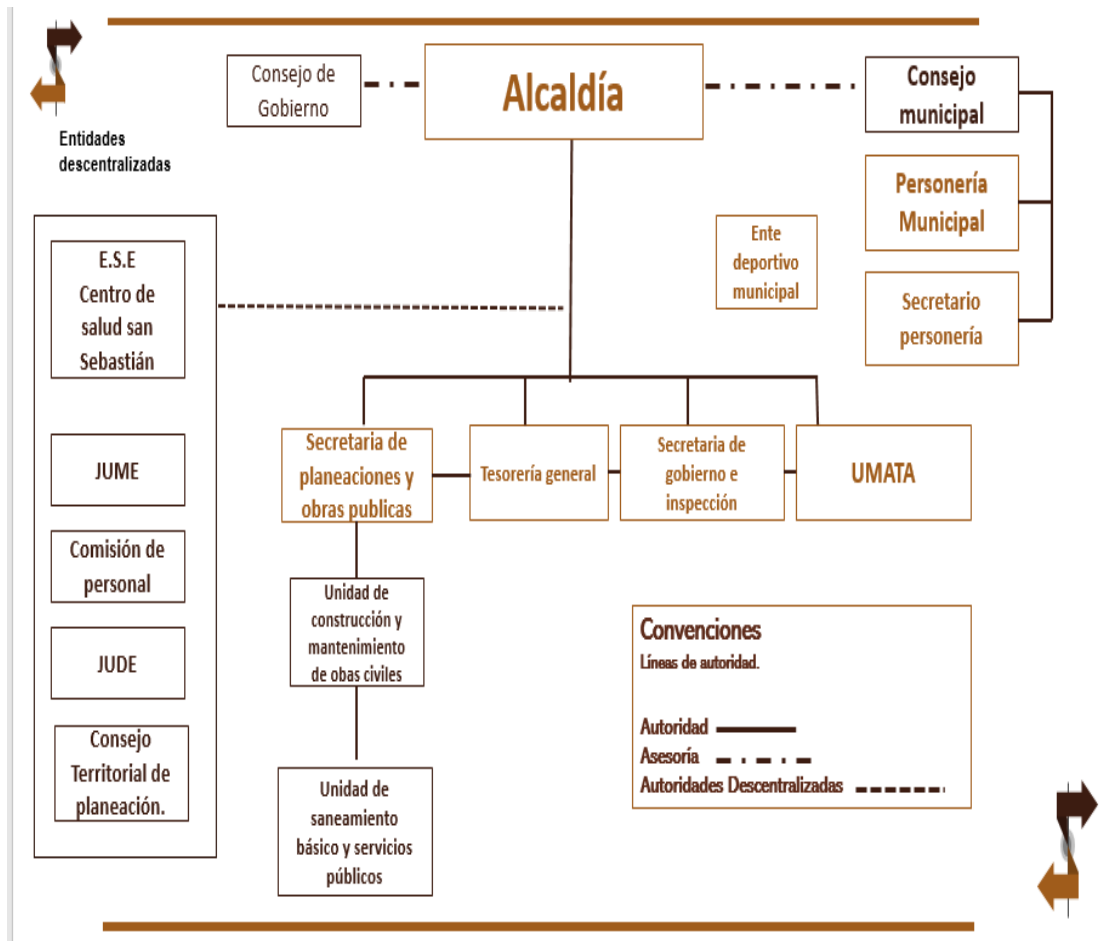 Consejo de
Gobierno
Alcaldía
Consejo
municipal
Entidades
descentralizadas
Personería
Municipal
Ente
deportivo
municipal
Secretario
personería
E.S.E
Centro de
salud san
Sebastián
JUME
Comisión de
personal
JUDE
Consejo
Territorial de
planeación.
Secretaria de
planeaciones y
obras publicas
Tesorería general
Secretaria de
gobierno e
inspección
UMATA
Unidad de
construcción y
mantenimiento
de obas civiles
Unidad de
saneamiento
básico y servicios
públicos
Convenciones
Líneas de autoridad.
Autoridad
Asesoría
Autoridades Descentralizadas